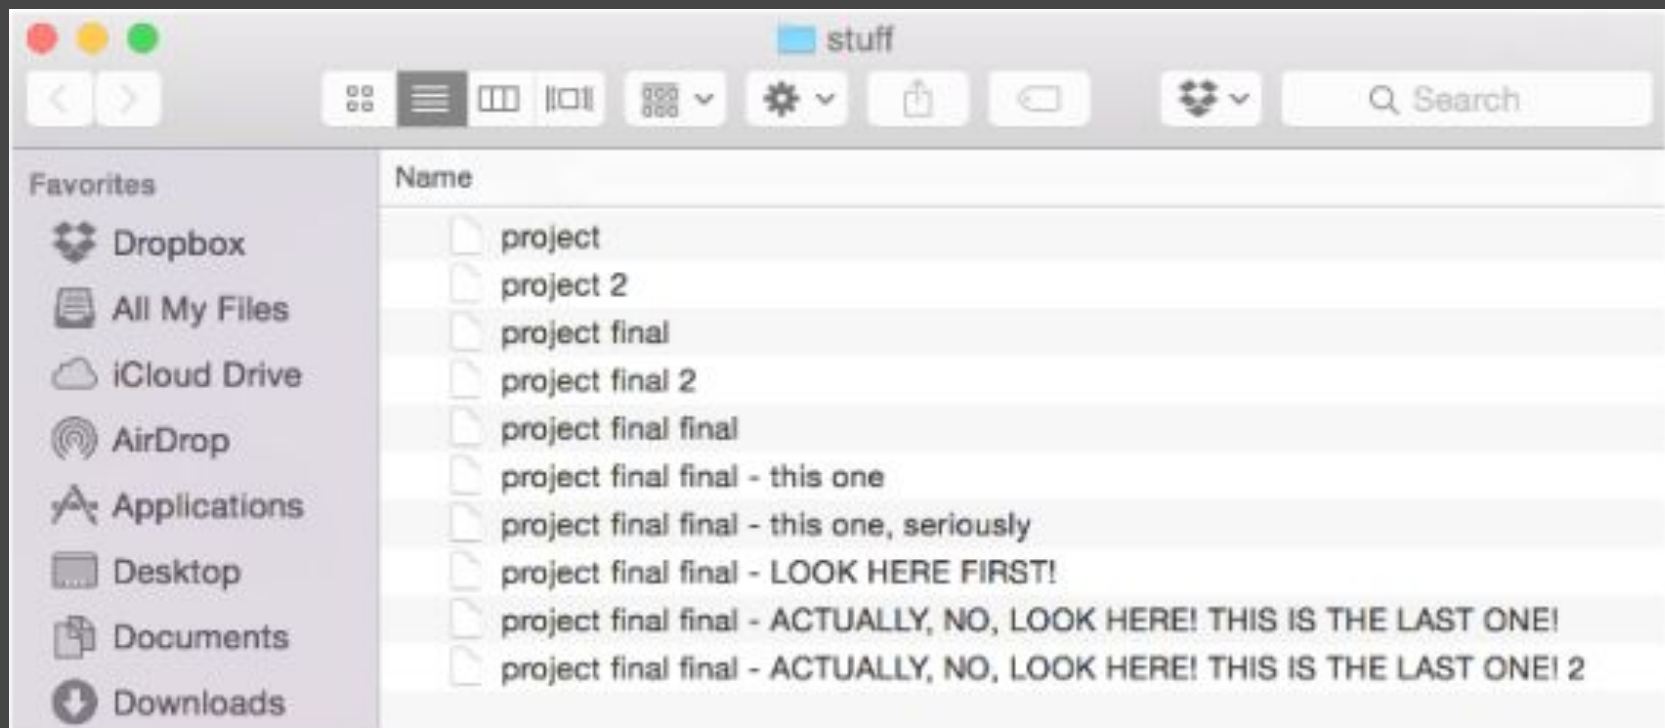 stuff
Search
Favorites
Dropbox
All My Files
iCloud Drive
AirDrop
Applications
Desktop
Documents
Downloads
Name
project
project 2
project final
project final 2
project final final
project final final - this one
project final final - this one, seriously
project final final - LOOK HERE FIRST!
project final final - ACTUALLY, NO, LOOK HERE! THIS IS THE LAST ONE!
project final final - ACTUALLY, NO, LOOK HERE! THIS IS THE LAST ONE! 2